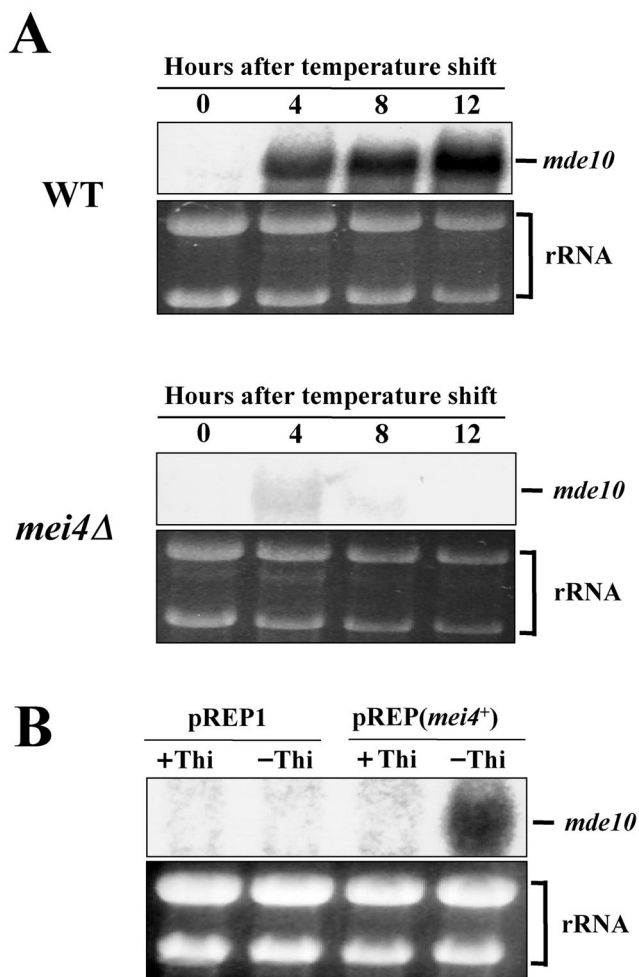 A
Hours after temperature shift
0 4 8 12
mde10
WT
rRNA
Hours after temperature shift
0 4 8 12
mde10
mei4Δ
rRNA
B
pREP1 pREP(mei4⁺)
+Thi −Thi +Thi −Thi
mde10
rRNA